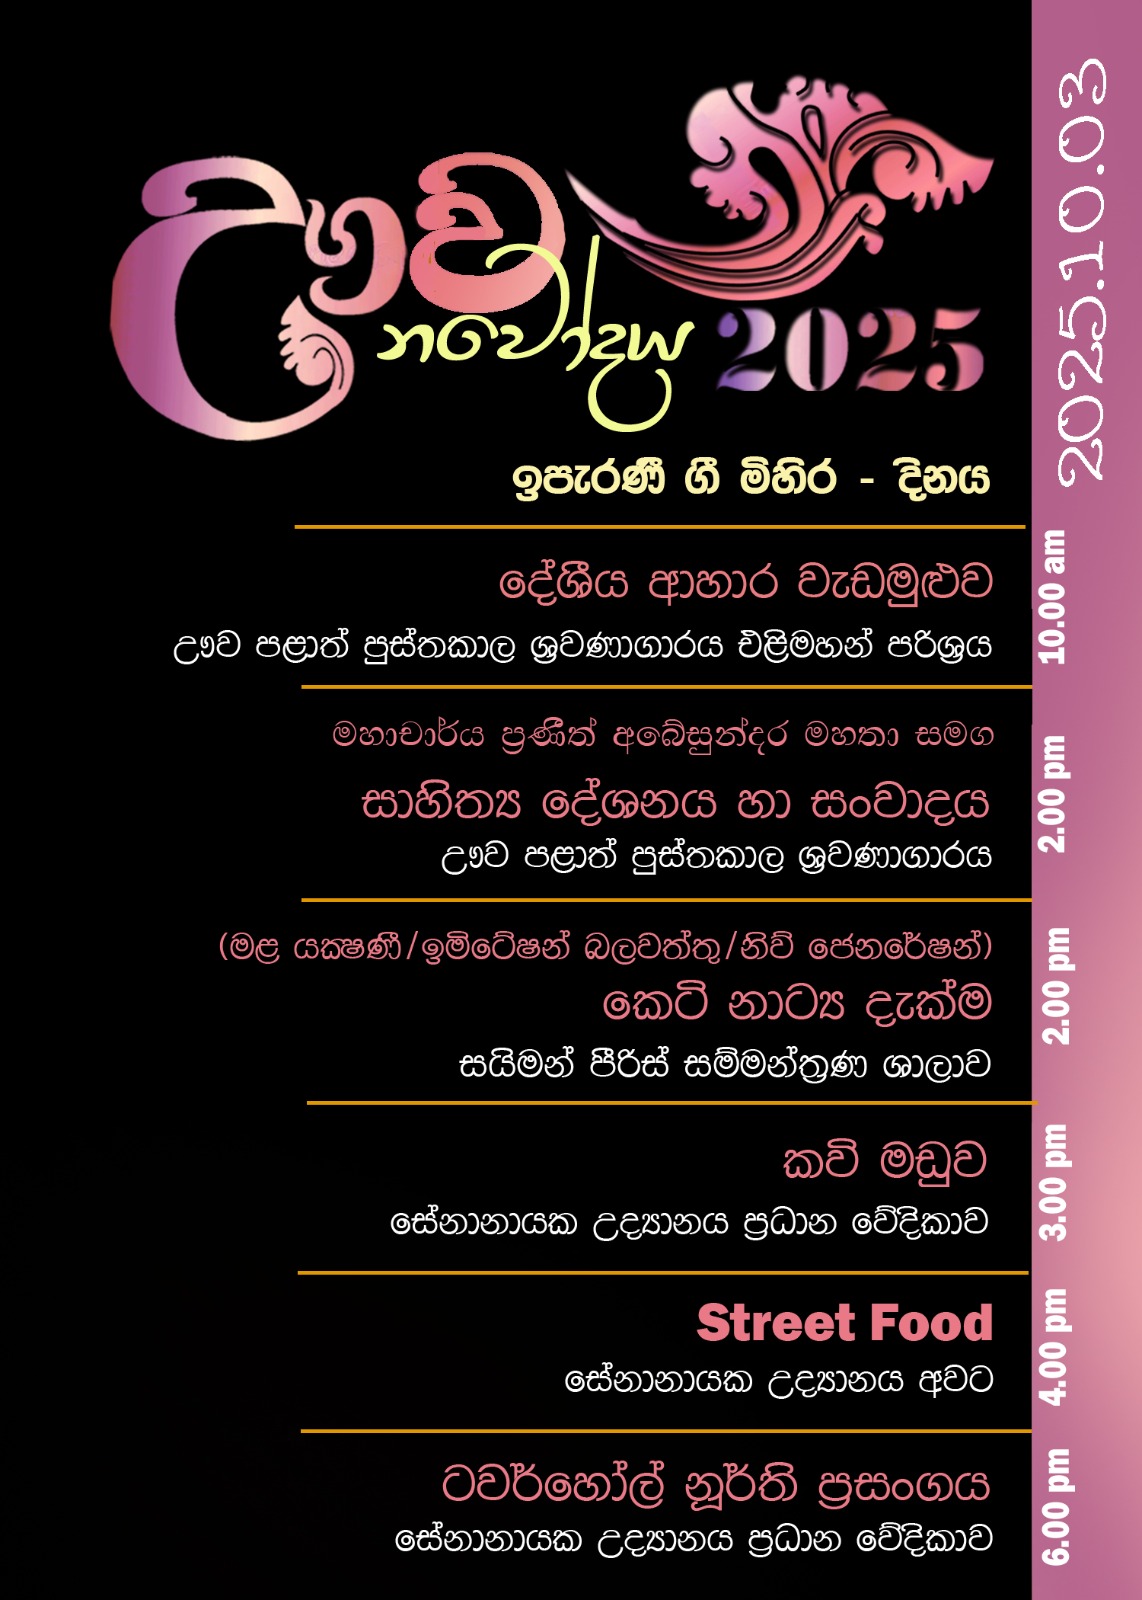 ඌව
නවෝදය 2025
2025.10.03
ඉපැරණී ගී මිහිර - දිනය
10.00 am
දේශීය ආහාර වැඩමුළුව
ඌව පළාත් පුස්තකාල ශ්‍රවණාගාරය එළිමහන් පරිශ්‍රය
2.00 pm
මහාචාර්ය ප්‍රණීත් අබේසුන්දර මහතා සමග
සාහිත්‍ය දේශනය හා සංවාදය
ඌව පළාත් පුස්තකාල ශ්‍රවණාගාරය
2.00 pm
(මළ යක්ෂණී/ඉමිටේෂන් බලවත්තු/නිව් ජෙනරේෂන්)
කෙටි නාට්‍ය දැක්ම
සයිමන් පීරිස් සම්මන්ත්‍රණ ශාලාව
3.00 pm
කවි මඩුව
සේනානායක උද්‍යානය ප්‍රධාන වේදිකාව
4.00 pm
Street Food
සේනානායක උද්‍යානය අවට
6.00 pm
ටවර්හෝල් නූර්ති ප්‍රසංගය
සේනානායක උද්‍යානය ප්‍රධාන වේදිකාව